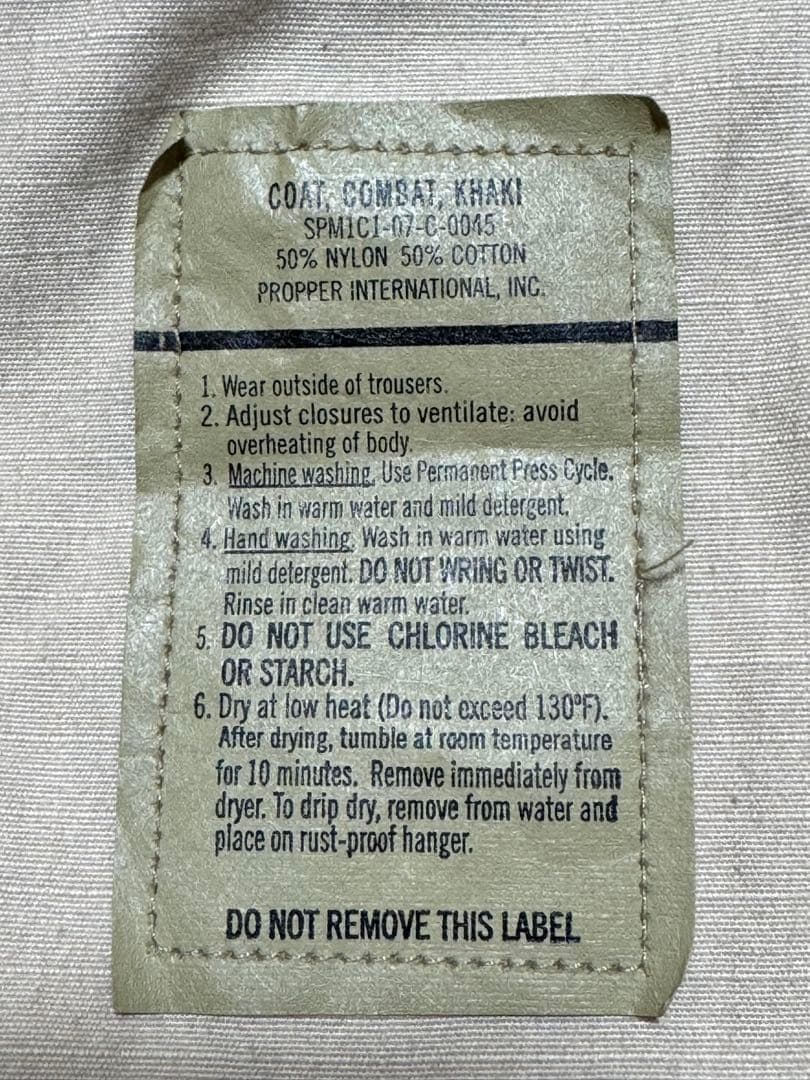 COAT, COMBAT, KHAKI
SPM1C1-07-C-0045
50% NYLON 50% COTTON
PROPPER INTERNATIONAL, INC.
1. Wear outside of trousers.
2. Adjust closures to ventilate: avoid
overheating of body.
3. Machine washing. Use Permanent Press Cycle.
Wash in warm water and mild detergent.
4. Hand washing. Wash in warm water using
mild detergent. DO NOT WRING OR TWIST.
Rinse in clean warm water.
5. DO NOT USE CHLORINE BLEACH
OR STARCH.
6. Dry at low heat (Do not exceed 130°F).
After drying, tumble at room temperature
for 10 minutes. Remove immediately from
dryer. To drip dry, remove from water and
place on rust-proof hanger.
DO NOT REMOVE THIS LABEL